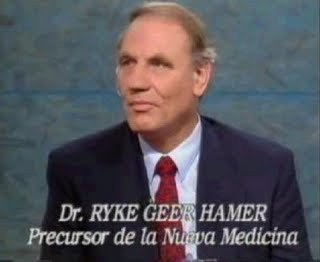 Dr. RYKE GEER HAMER
Precursor de la Nueva Medicina